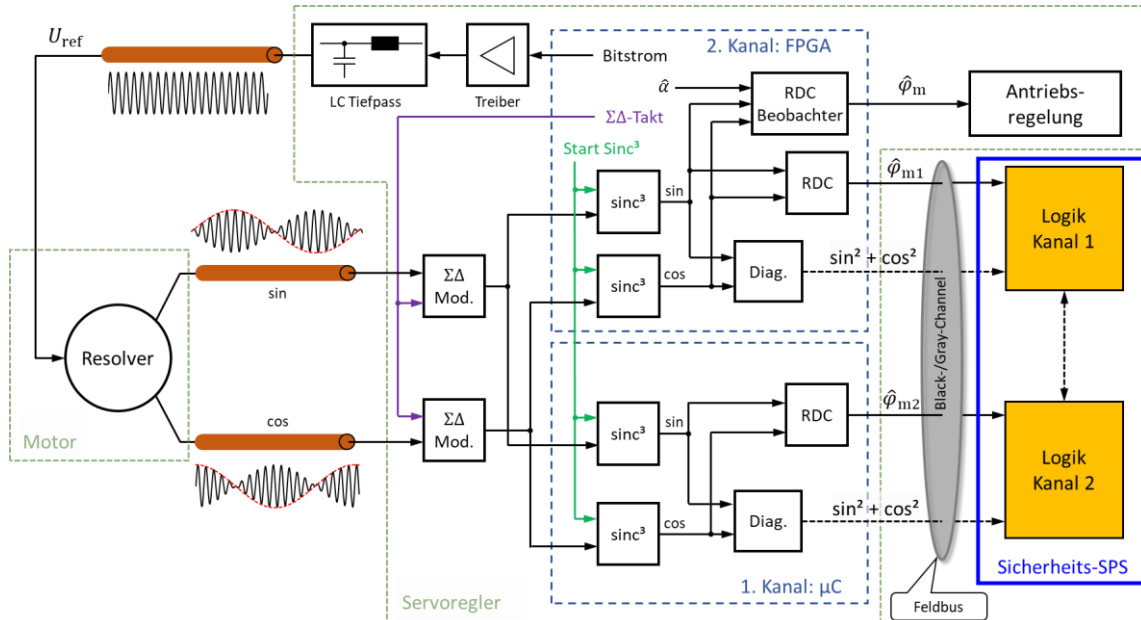 U_ref
LC Tiefpass
Treiber
Bitstrom
2. Kanal: FPGA
α̂
RDC
Beobachter
φ̂_m
Antriebs-
regelung
ΣΔ-Takt
Start Sinc³
sinc³
sin
RDC
φ̂_m1
Logik
Kanal 1
sinc³
cos
Diag.
sin² + cos²
sin
ΣΔ
Mod.
Resolver
Motor
cos
ΣΔ
Mod.
sinc³
sin
RDC
φ̂_m2
Logik
Kanal 2
sinc³
cos
Diag.
sin² + cos²
Black-/Gray-Channel
Sicherheits-SPS
1. Kanal: µC
Servoregler
Feldbus